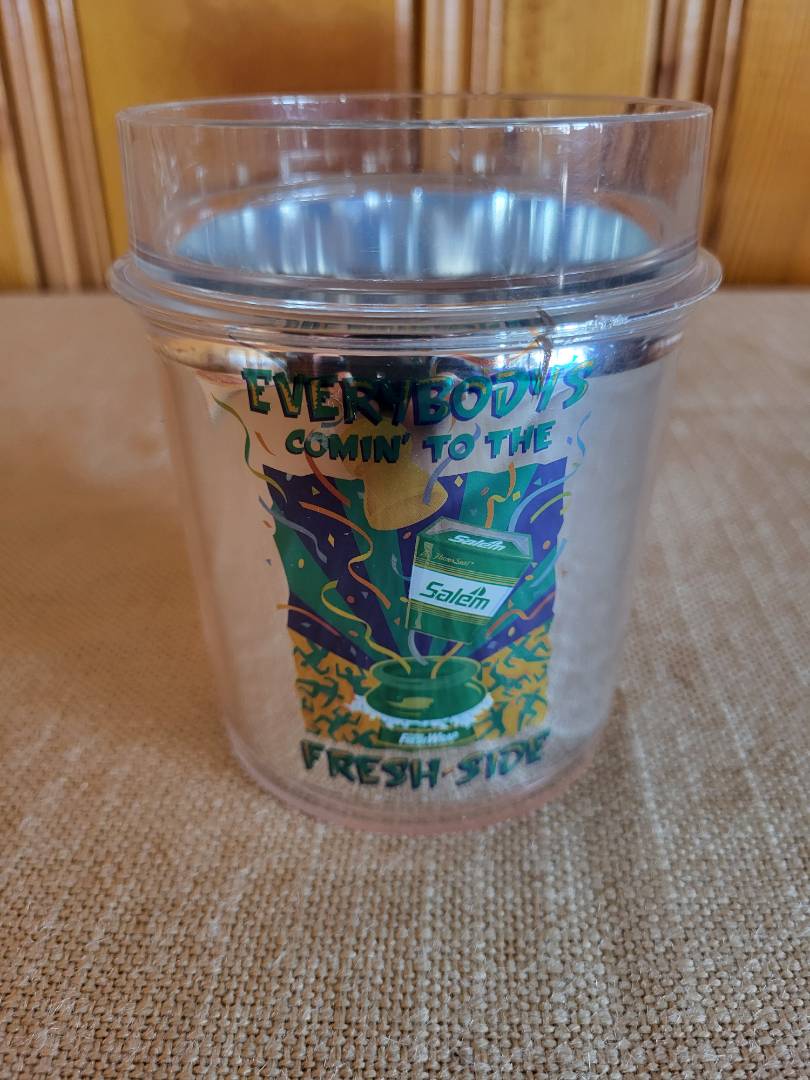 EVERYBODY'S
COMIN' TO THE
Salem
Salem
FRESH SIDE